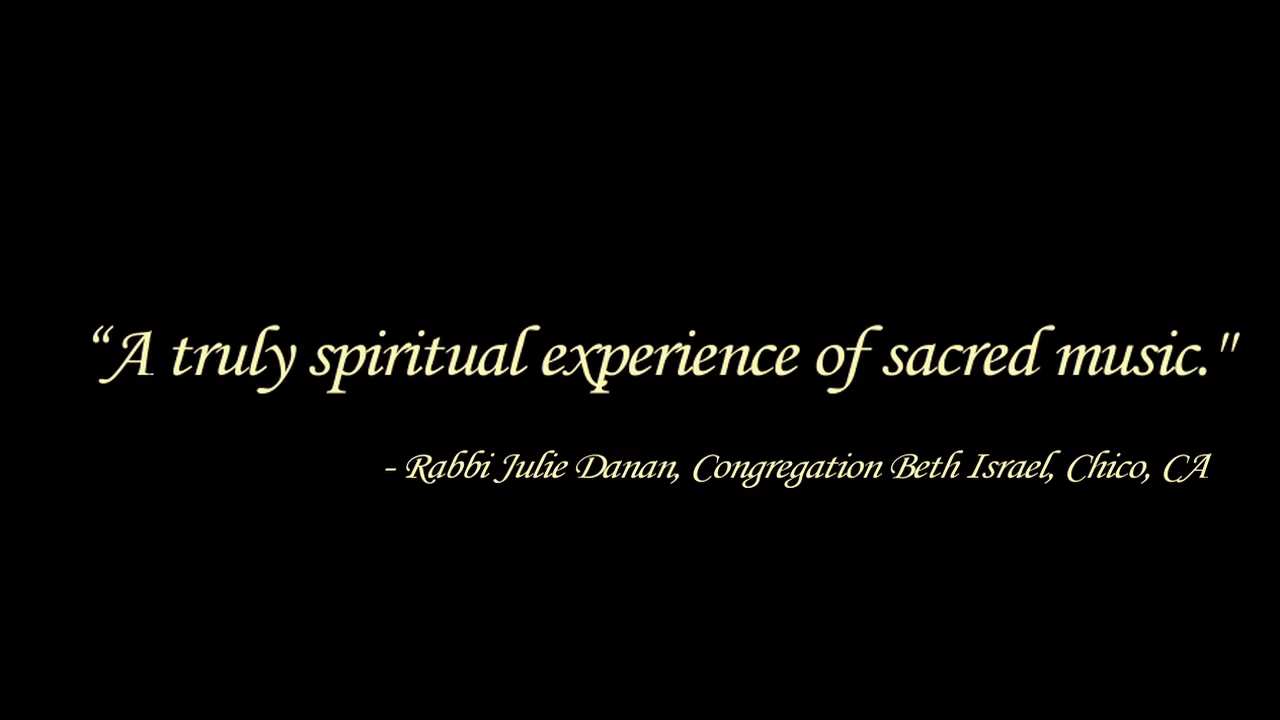 “A truly spiritual experience of sacred music."
- Rabbi Julie Danan, Congregation Beth Israel, Chico, CA